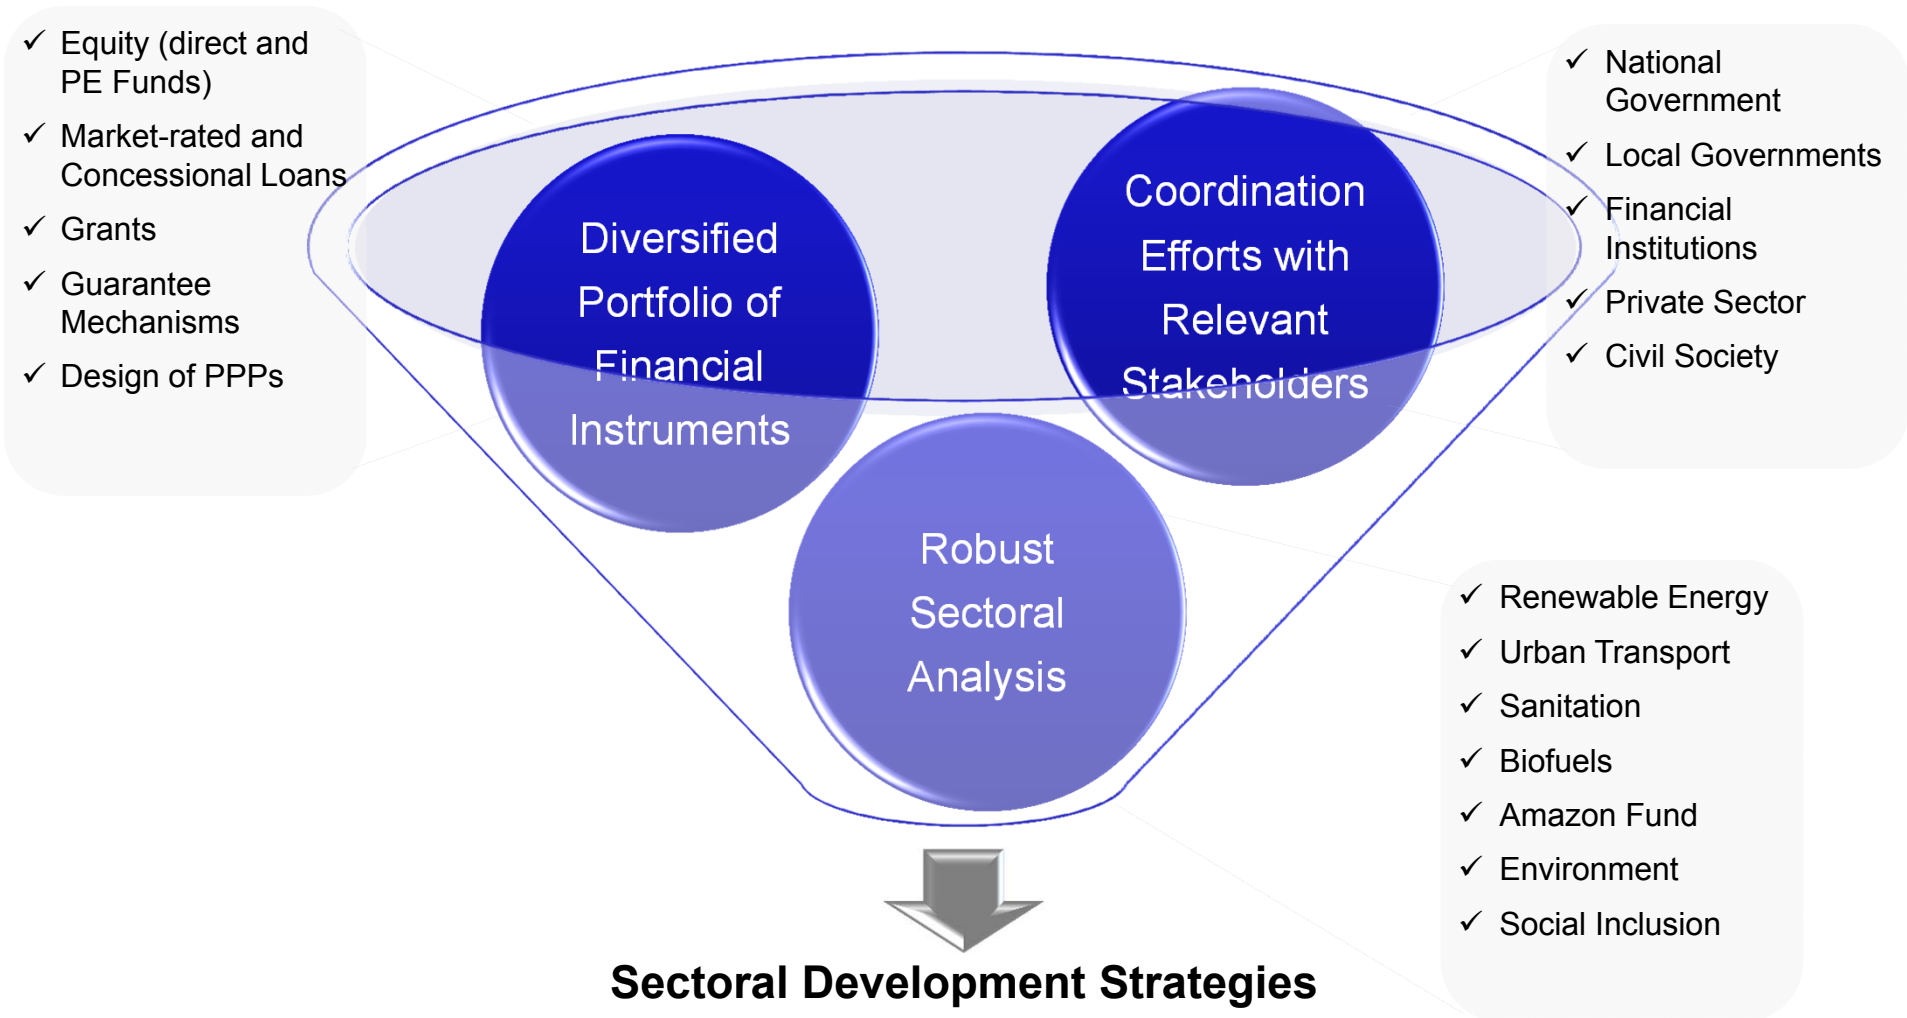 ✓ Equity (direct and
PE Funds)
✓ Market-rated and
Concessional Loans
✓ Grants
✓ Guarantee
Mechanisms
✓ Design of PPPs
Diversified
Portfolio of
Financial
Instruments
Coordination
Efforts with
Relevant
Stakeholders
✓ National
Government
✓ Local Governments
✓ Financial
Institutions
✓ Private Sector
✓ Civil Society
Robust
Sectoral
Analysis
✓ Renewable Energy
✓ Urban Transport
✓ Sanitation
✓ Biofuels
✓ Amazon Fund
✓ Environment
✓ Social Inclusion
Sectoral Development Strategies